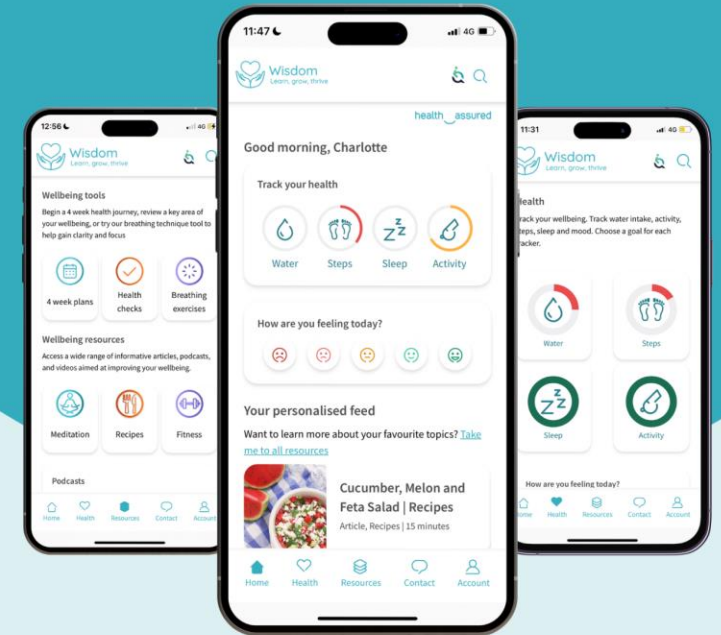 12:56
4G
Wisdom
Learn, grow, thrive
Wellbeing tools
Begin a 4 week health journey, review a key area of
your wellbeing, or try our breathing technique tool to
help gain clarity and focus
4 week plans
Health
checks
Breathing
exercises
Wellbeing resources
Access a wide range of informative articles, podcasts,
and videos aimed at improving your wellbeing.
Meditation
Recipes
Fitness
Podcasts
Home
Health
Resources
Contact
Account
11:47
4G
Wisdom
Learn, grow, thrive
health_assured
Good morning, Charlotte
Track your health
Water
Steps
Sleep
Activity
How are you feeling today?
Your personalised feed
Want to learn more about your favourite topics? Take
me to all resources
Cucumber, Melon and
Feta Salad | Recipes
Article, Recipes | 15 minutes
Home
Health
Resources
Contact
Account
11:31
4G
Wisdom
Learn, grow, thrive
Health
rack your wellbeing. Track water intake, activity,
teps, sleep and mood. Choose a goal for each
racker.
Water
Steps
Sleep
Activity
How are you feeling today?
Home
Health
Resources
Contact
Account